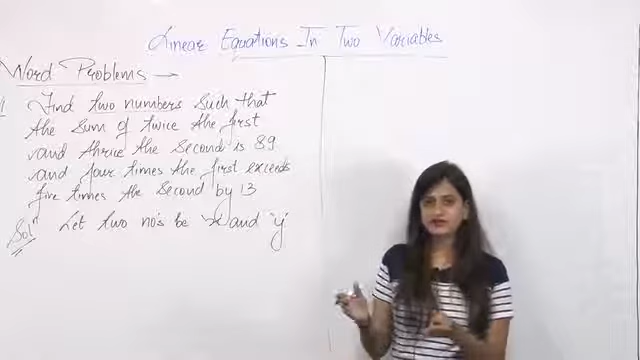 Linear Equations In Two Variables
Word Problems →
Find two numbers such that
the sum of twice the first
and thrice the second is 89
and four times the first exceeds
five times the second by 13
Solⁿ Let two no's be 'x' and 'y'